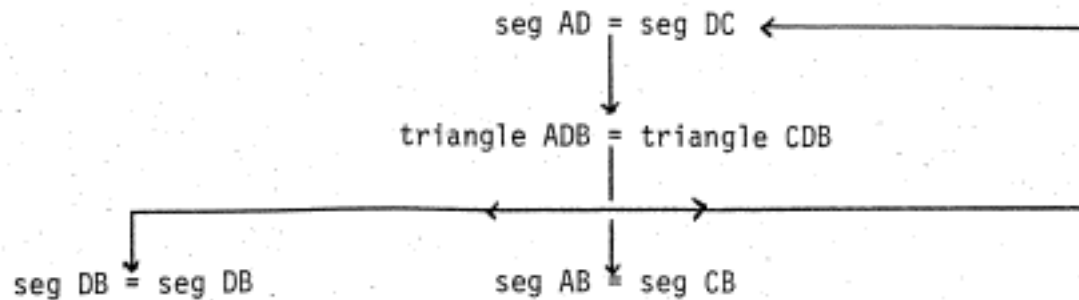 seg AD = seg DC
triangle ADB = triangle CDB
seg DB = seg DB
seg AB = seg CB